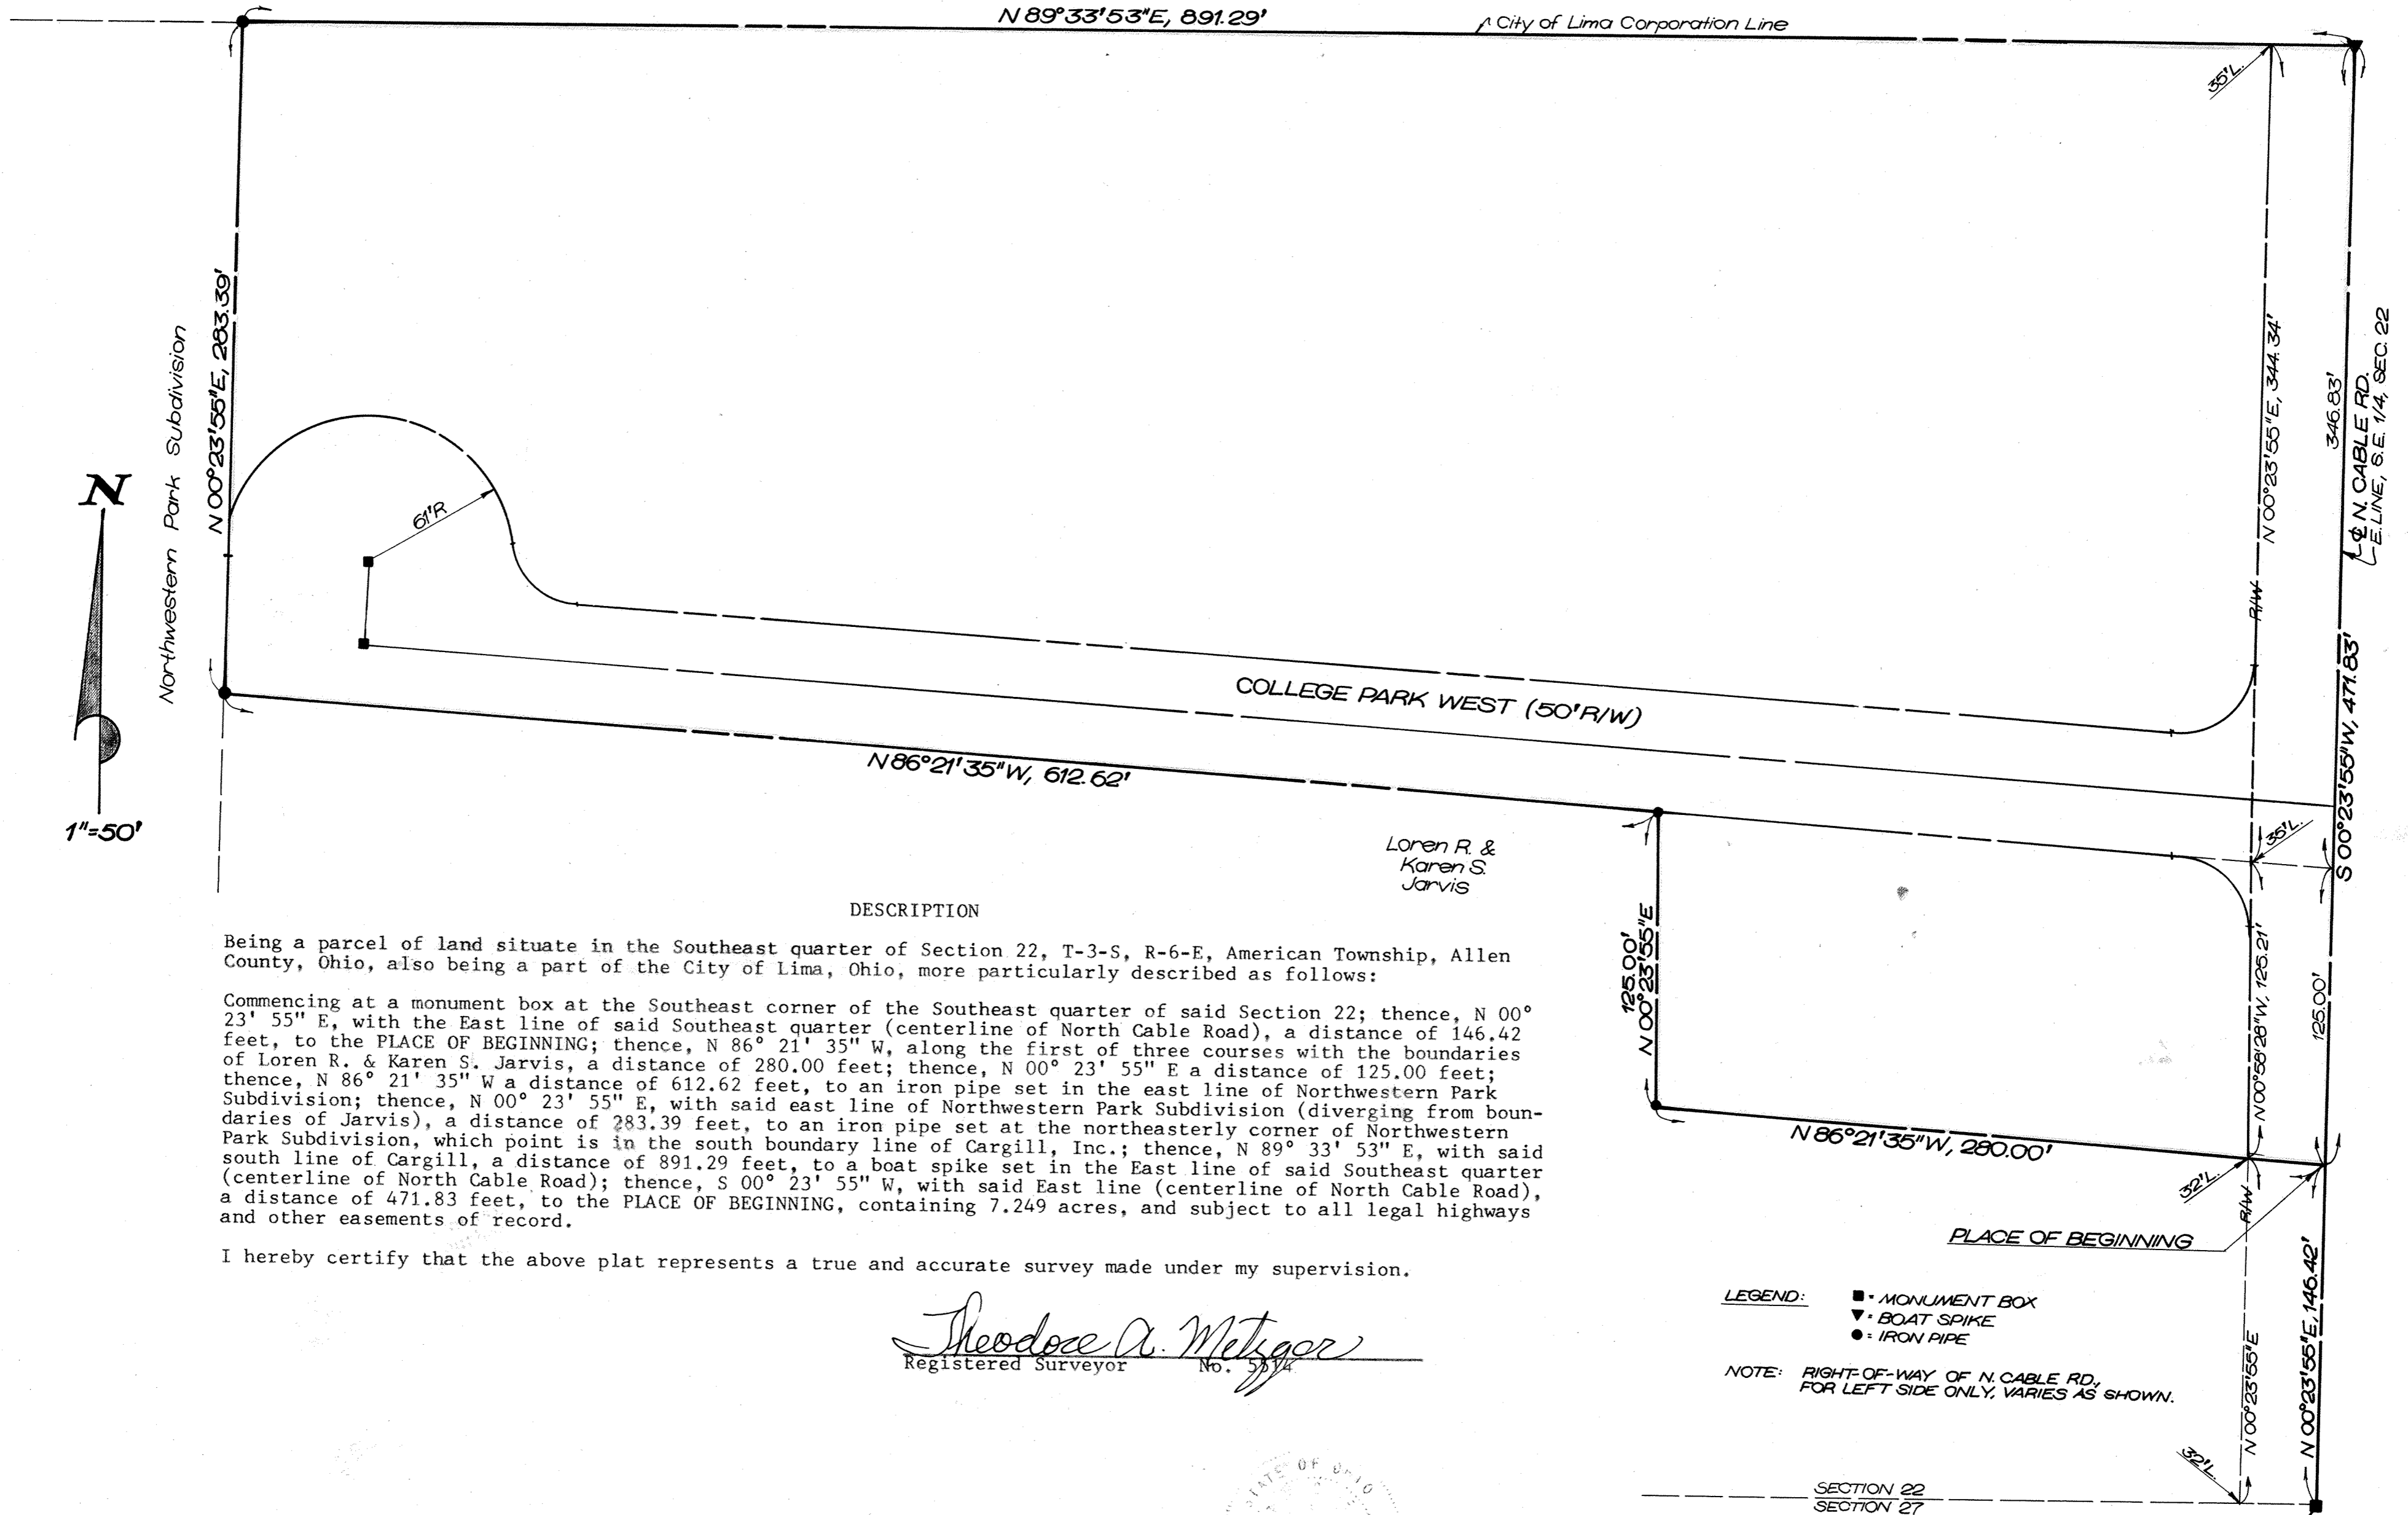 N 89°33'53"E, 891.29'
City of Lima Corporation Line
35'L.
N 00°23'55"E, 283.39'
Northwestern Park Subdivision
N
1"=50'
61'R
N 00°23'55"E, 344.34'
346.83'
℄ N. CABLE RD.
E. LINE, S.E. 1/4, SEC. 22
R/W
S 00°23'55"W, 471.83'
COLLEGE PARK WEST (50' R/W)
N 86°21'35"W, 612.62'
35'L.
Loren R. &
Karen S.
Jarvis
125.00'
N 00°23'55"E
N 00°58'28"W, 125.21'
125.00'
N 86°21'35"W, 280.00'
32'L.
R/W
PLACE OF BEGINNING
DESCRIPTION
Being a parcel of land situate in the Southeast quarter of Section 22, T-3-S, R-6-E, American Township, Allen
County, Ohio, also being a part of the City of Lima, Ohio, more particularly described as follows:
Commencing at a monument box at the Southeast corner of the Southeast quarter of said Section 22; thence, N 00°
23' 55" E, with the East line of said Southeast quarter (centerline of North Cable Road), a distance of 146.42
feet, to the PLACE OF BEGINNING; thence, N 86° 21' 35" W, along the first of three courses with the boundaries
of Loren R. & Karen S. Jarvis, a distance of 280.00 feet; thence, N 00° 23' 55" E a distance of 125.00 feet;
thence, N 86° 21' 35" W a distance of 612.62 feet, to an iron pipe set in the east line of Northwestern Park
Subdivision; thence, N 00° 23' 55" E, with said east line of Northwestern Park Subdivision (diverging from boun-
daries of Jarvis), a distance of 283.39 feet, to an iron pipe set at the northeasterly corner of Northwestern
Park Subdivision, which point is in the south boundary line of Cargill, Inc.; thence, N 89° 33' 53" E, with said
south line of Cargill, a distance of 891.29 feet, to a boat spike set in the East line of said Southeast quarter
(centerline of North Cable Road); thence, S 00° 23' 55" W, with said East line (centerline of North Cable Road),
a distance of 471.83 feet, to the PLACE OF BEGINNING, containing 7.249 acres, and subject to all legal highways
and other easements of record.
I hereby certify that the above plat represents a true and accurate survey made under my supervision.
Theodore A. Metzger
Registered Surveyor No. 5514
LEGEND: ■ = MONUMENT BOX
▼ = BOAT SPIKE
● = IRON PIPE
NOTE: RIGHT-OF-WAY OF N. CABLE RD.,
FOR LEFT SIDE ONLY, VARIES AS SHOWN.
N 00°23'55"E
N 00°23'55"E, 146.42'
32'L.
SECTION 22
SECTION 27
STATE OF OHIO